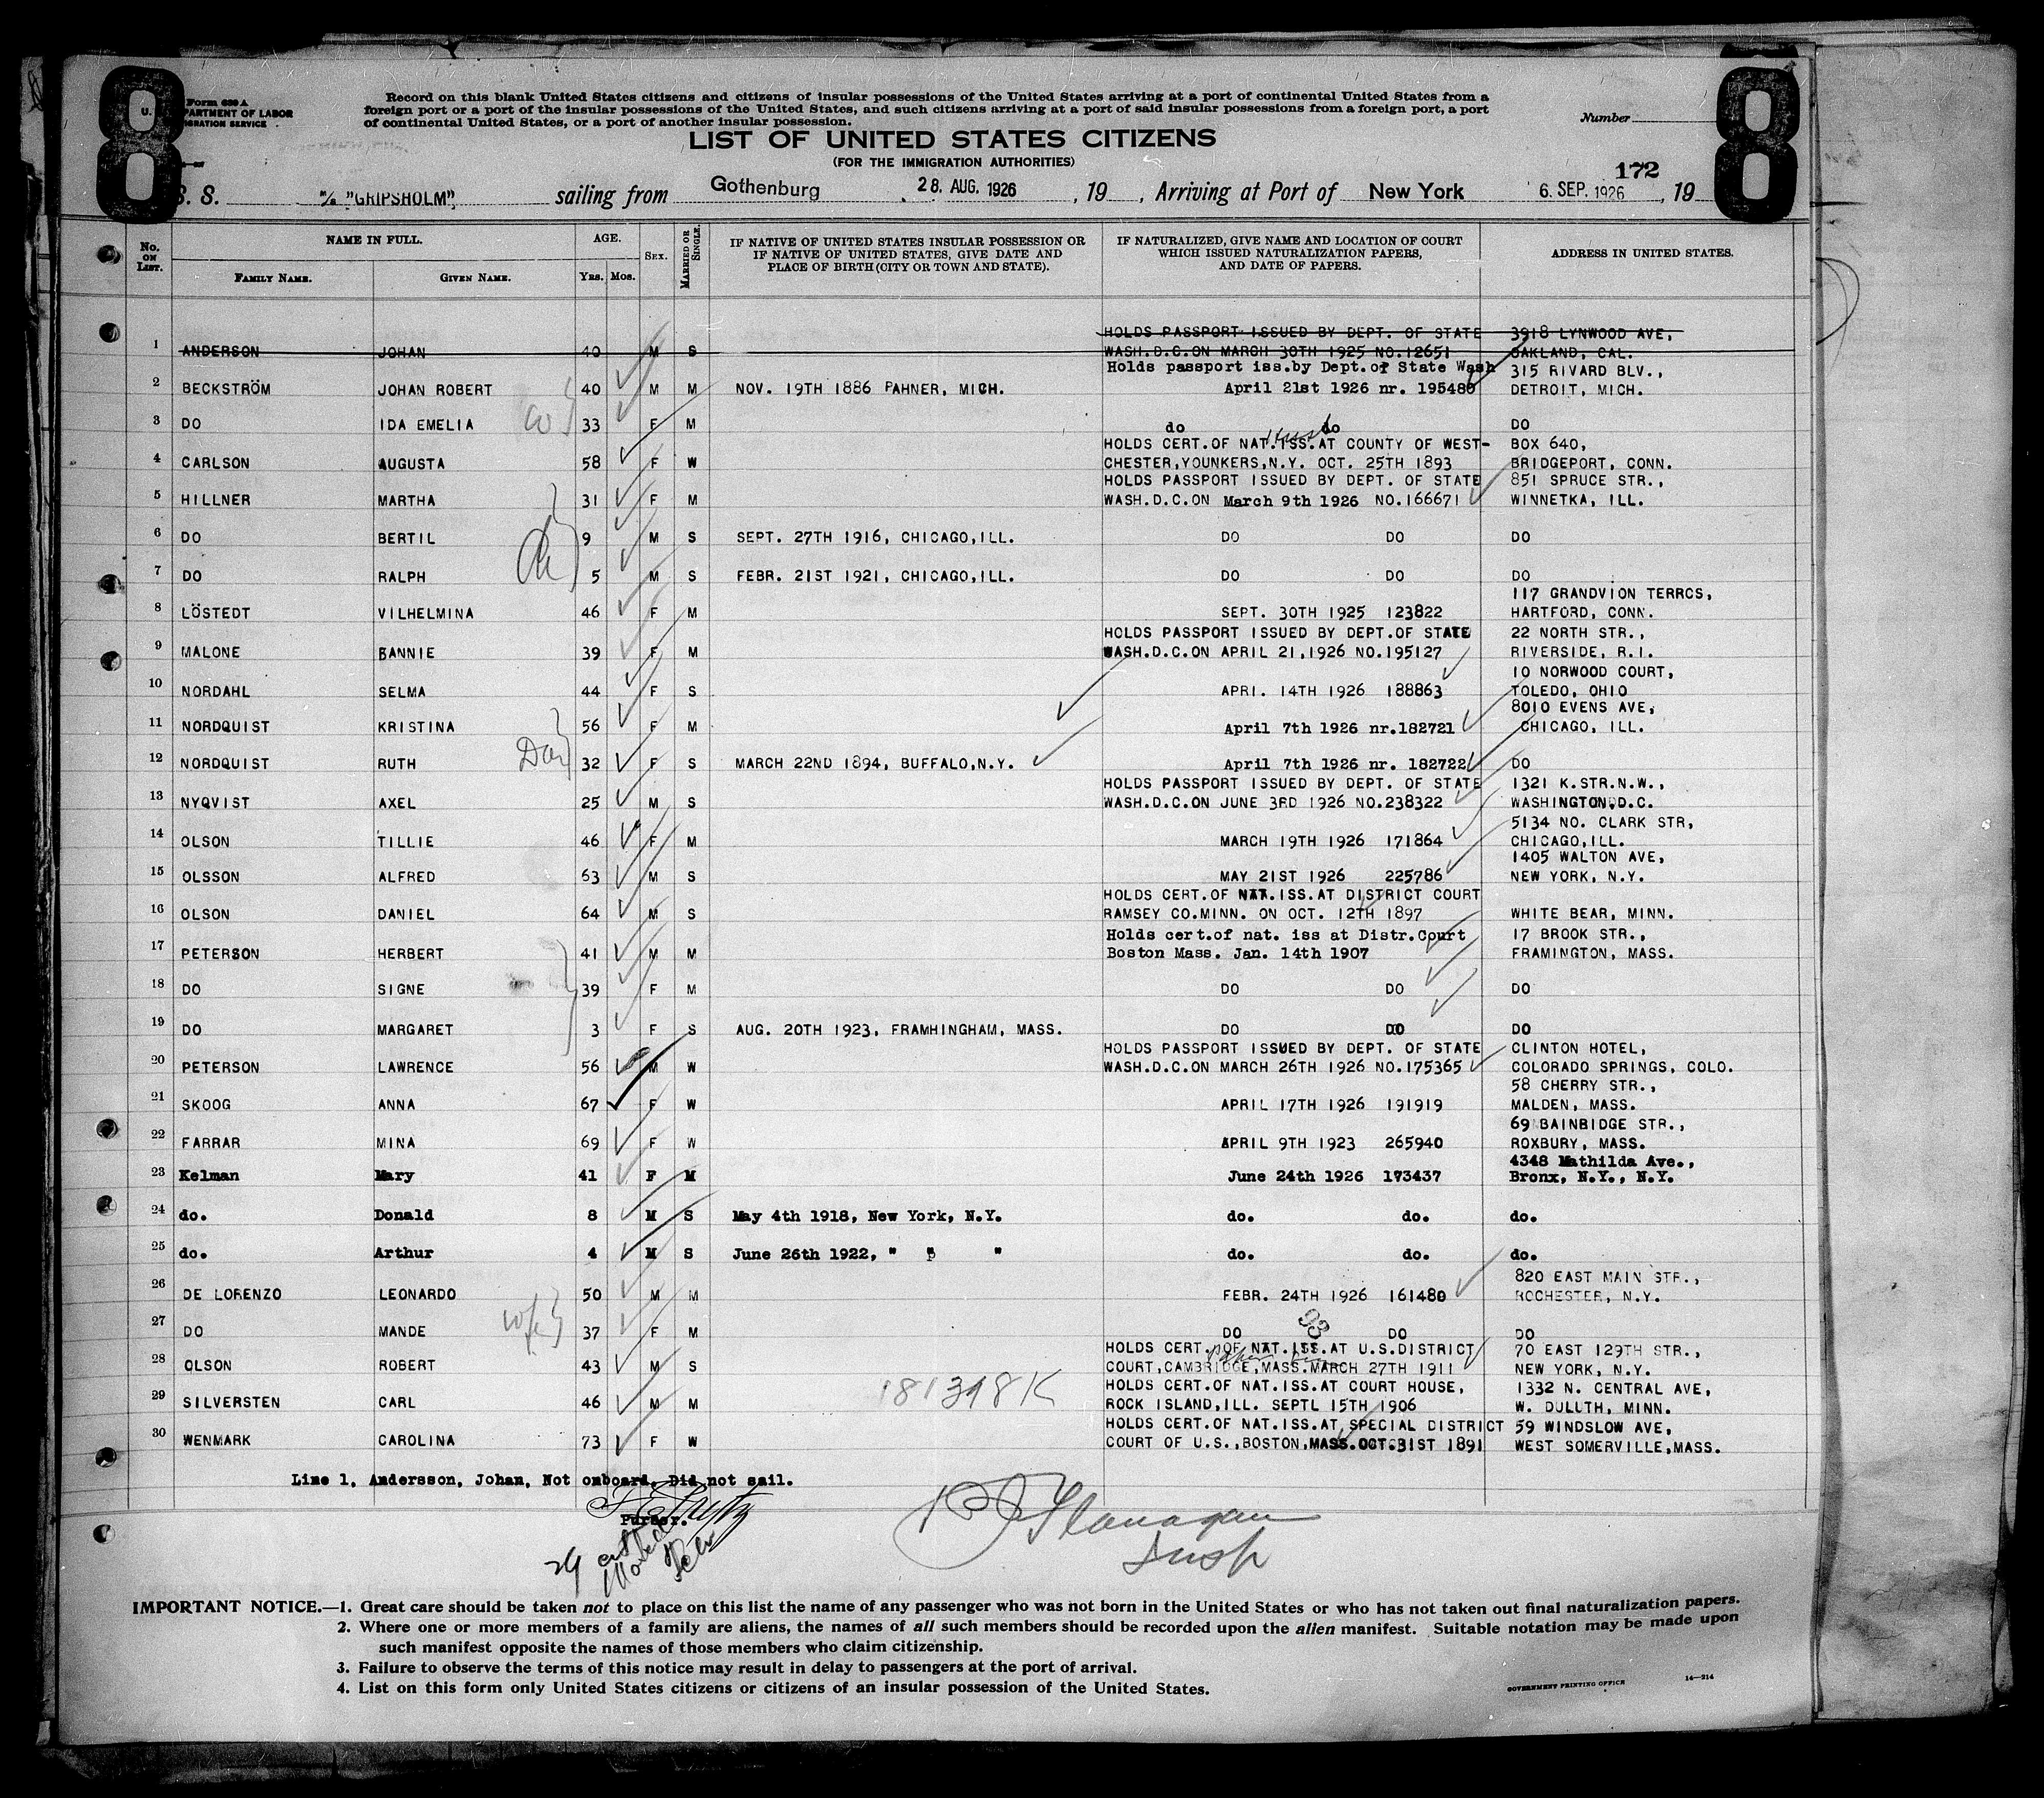 8
8
Form 630 A
U. PARTMENT OF LABOR
IGRATION SERVICE
Record on this blank United States citizens and citizens of insular possessions of the United States arriving at a port of continental United States from a
foreign port or a port of the insular possessions of the United States, and such citizens arriving at a port of said insular possessions from a foreign port, a port
of continental United States, or a port of another insular possession.
Number
LIST OF UNITED STATES CITIZENS
(FOR THE IMMIGRATION AUTHORITIES)
172
S. S. M/S "GRIPSHOLM" sailing from Gothenburg 28. AUG. 1926, 19 , Arriving at Port of New York 6. SEP. 1926, 19
No. ON LIST.
NAME IN FULL.
FAMILY NAME. GIVEN NAME.
AGE.
YRS. MOS.
SEX.
MARRIED OR SINGLE.
IF NATIVE OF UNITED STATES INSULAR POSSESSION OR
IF NATIVE OF UNITED STATES, GIVE DATE AND
PLACE OF BIRTH (CITY OR TOWN AND STATE).
IF NATURALIZED, GIVE NAME AND LOCATION OF COURT
WHICH ISSUED NATURALIZATION PAPERS,
AND DATE OF PAPERS.
ADDRESS IN UNITED STATES.
HOLDS PASSPORT ISSUED BY DEPT. OF STATE 3918 LYNWOOD AVE,
1 ANDERSON JOHAN 40 M S WASH.D.C.ON MARCH 30TH 1925 NO.12651 OAKLAND, CAL.
Holds passport iss.by Dept.of State Wash 315 RIVARD BLV.,
2 BECKSTRÖM JOHAN ROBERT 40 M M NOV. 19TH 1886 PAHNER, MICH. April 21st 1926 nr. 195480 DETROIT, MICH.
3 DO IDA EMELIA 33 F M do do DO
HOLDS CERT.OF NAT.ISS.AT COUNTY OF WEST- BOX 640,
4 CARLSON AUGUSTA 58 F W CHESTER,YOUNKERS,N.Y. OCT. 25TH 1893 BRIDGEPORT, CONN.
HOLDS PASSPORT ISSUED BY DEPT. OF STATE 851 SPRUCE STR.,
5 HILLNER MARTHA 31 F M WASH.D.C.ON March 9th 1926 NO.166671 WINNETKA, ILL.
6 DO BERTIL 9 M S SEPT. 27TH 1916, CHICAGO,ILL. DO DO DO
7 DO RALPH 5 M S FEBR. 21ST 1921, CHICAGO,ILL. DO DO DO
117 GRANDVION TERRCS,
8 LÖSTEDT VILHELMINA 46 F M SEPT. 30TH 1925 123822 HARTFORD, CONN.
HOLDS PASSPORT ISSUED BY DEPT.OF STATE 22 NORTH STR.,
9 MALONE BANNIE 39 F M WASH.D.C.ON APRIL 21,1926 NO.195127 RIVERSIDE, R.I.
10 NORWOOD COURT,
10 NORDAHL SELMA 44 F S APRI. 14TH 1926 188863 TOLEDO, OHIO
8010 EVENS AVE,
11 NORDQUIST KRISTINA 56 F M April 7th 1926 nr.182721 CHICAGO, ILL.
12 NORDQUIST RUTH 32 F S MARCH 22ND 1894, BUFFALO,N.Y. April 7th 1926 nr. 182722 DO
HOLDS PASSPORT ISSUED BY DEPT. OF STATE 1321 K.STR.N.W.,
13 NYQVIST AXEL 25 M S WASH.D.C.ON JUNE 3RD 1926 NO.238322 WASHINGTON,D.C.
5134 NO. CLARK STR,
14 OLSON TILLIE 46 F M MARCH 19TH 1926 171864 CHICAGO,ILL.
1405 WALTON AVE,
15 OLSSON ALFRED 63 M S MAY 21ST 1926 225786 NEW YORK, N.Y.
HOLDS CERT.OF NAT.ISS.AT DISTRICT COURT
16 OLSON DANIEL 64 M S RAMSEY CO.MINN. ON OCT. 12TH 1897 WHITE BEAR, MINN.
Holds cert.of nat. iss at Distr.Court 17 BROOK STR.,
17 PETERSON HERBERT 41 M M Boston Mass. Jan. 14th 1907 FRAMINGTON, MASS.
18 DO SIGNE 39 F M DO DO DO
19 DO MARGARET 3 F S AUG. 20TH 1923, FRAMHINGHAM, MASS. DO DO DO
HOLDS PASSPORT ISSUED BY DEPT. OF STATE CLINTON HOTEL,
20 PETERSON LAWRENCE 56 M W WASH.D.C.ON MARCH 26TH 1926 NO.175365 COLORADO SPRINGS, COLO.
58 CHERRY STR.,
21 SKOOG ANNA 67 F W APRIL 17TH 1926 191919 MALDEN, MASS.
69 BAINBIDGE STR.,
22 FARRAR MINA 69 F W APRIL 9TH 1923 265940 ROXBURY, MASS.
4348 Mathilda Ave.,
23 Kelman Mary 41 F M June 24th 1926 173437 Bronx, N.Y., N.Y.
24 do. Donald 8 M S May 4th 1918, New York, N.Y. do. do. do.
25 do. Arthur 4 M S June 26th 1922, " " " do. do. do.
820 EAST MAIN STR.,
26 DE LORENZO LEONARDO 50 M M FEBR. 24TH 1926 161480 ROCHESTER, N.Y.
27 DO MANDE 37 F M DO DO DO
93
HOLDS CERT. OF NAT.ISS.AT U.S.DISTRICT 70 EAST 129TH STR.,
28 OLSON ROBERT 43 M S COURT,CAMBRIDGE,MASS.MARCH 27TH 1911 NEW YORK, N.Y.
181398K
HOLDS CERT.OF NAT.ISS.AT COURT HOUSE, 1332 N. CENTRAL AVE,
29 SILVERSTEN CARL 46 M M ROCK ISLAND,ILL. SEPTL 15TH 1906 W. DULUTH, MINN.
HOLDS CERT.OF NAT.ISS.AT SPECIAL DISTRICT 59 WINDSLOW AVE,
30 WENMARK CAROLINA 73 F W COURT OF U.S.,BOSTON,MASS.OCT.31ST 1891 WEST SOMERVILLE,MASS.
Line 1, Andersson, Johan, Not onboard. Did not sail.
Purser.
Flanagan
Insp
29
IMPORTANT NOTICE.—1. Great care should be taken not to place on this list the name of any passenger who was not born in the United States or who has not taken out final naturalization papers.
2. Where one or more members of a family are aliens, the names of all such members should be recorded upon the alien manifest. Suitable notation may be made upon
such manifest opposite the names of those members who claim citizenship.
3. Failure to observe the terms of this notice may result in delay to passengers at the port of arrival.
4. List on this form only United States citizens or citizens of an insular possession of the United States.
GOVERNMENT PRINTING OFFICE 14—214